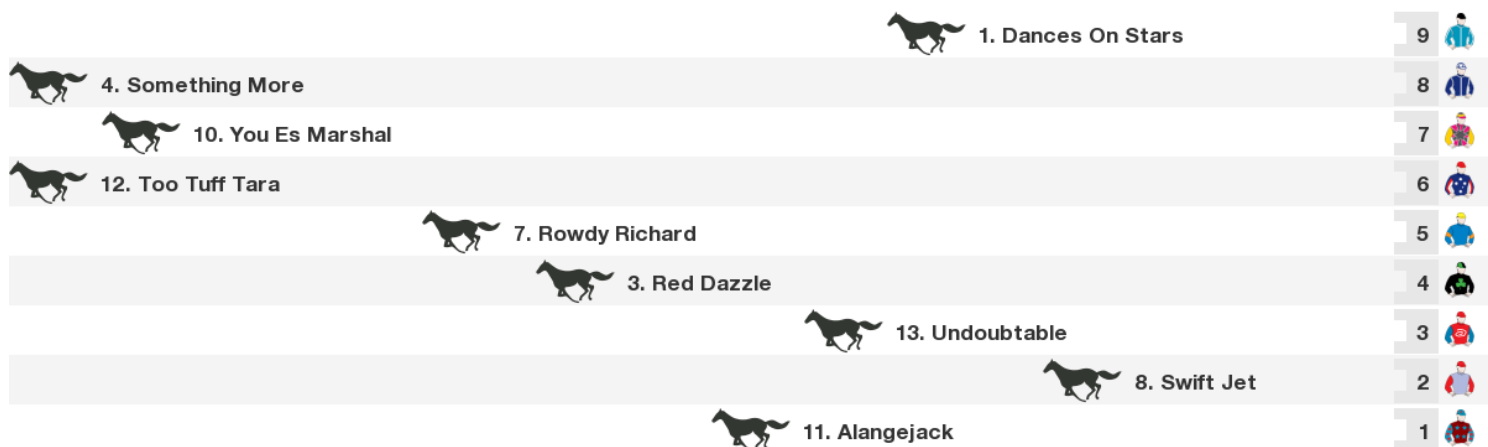 1. Dances On Stars 9
4. Something More 8
10. You Es Marshal 7
12. Too Tuff Tara 6
7. Rowdy Richard 5
3. Red Dazzle 4
13. Undoubtable 3
8. Swift Jet 2
11. Alangejack 1